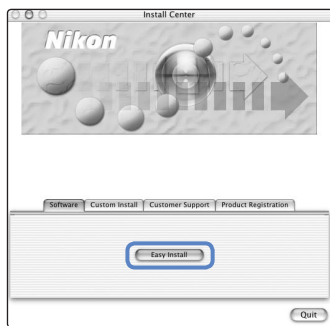 Install Center
Nikon
Software Custom Install Customer Support Product Registration
Easy Install
Quit